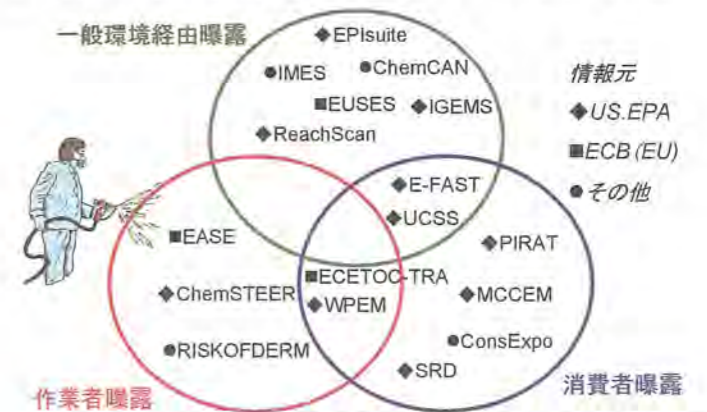 一般環境経由曝露
◆EPIsuite
●IMES
●ChemCAN
■EUSES
◆IGEMS
◆ReachScan
情報元
◆US.EPA
■ECB (EU)
●その他
◆E-FAST
◆UCSS
■EASE
◆PIRAT
■ECETOC-TRA
◆ChemSTEER
◆WPEM
◆MCCEM
●RISKOFDERM
●ConsExpo
◆SRD
作業者曝露
消費者曝露